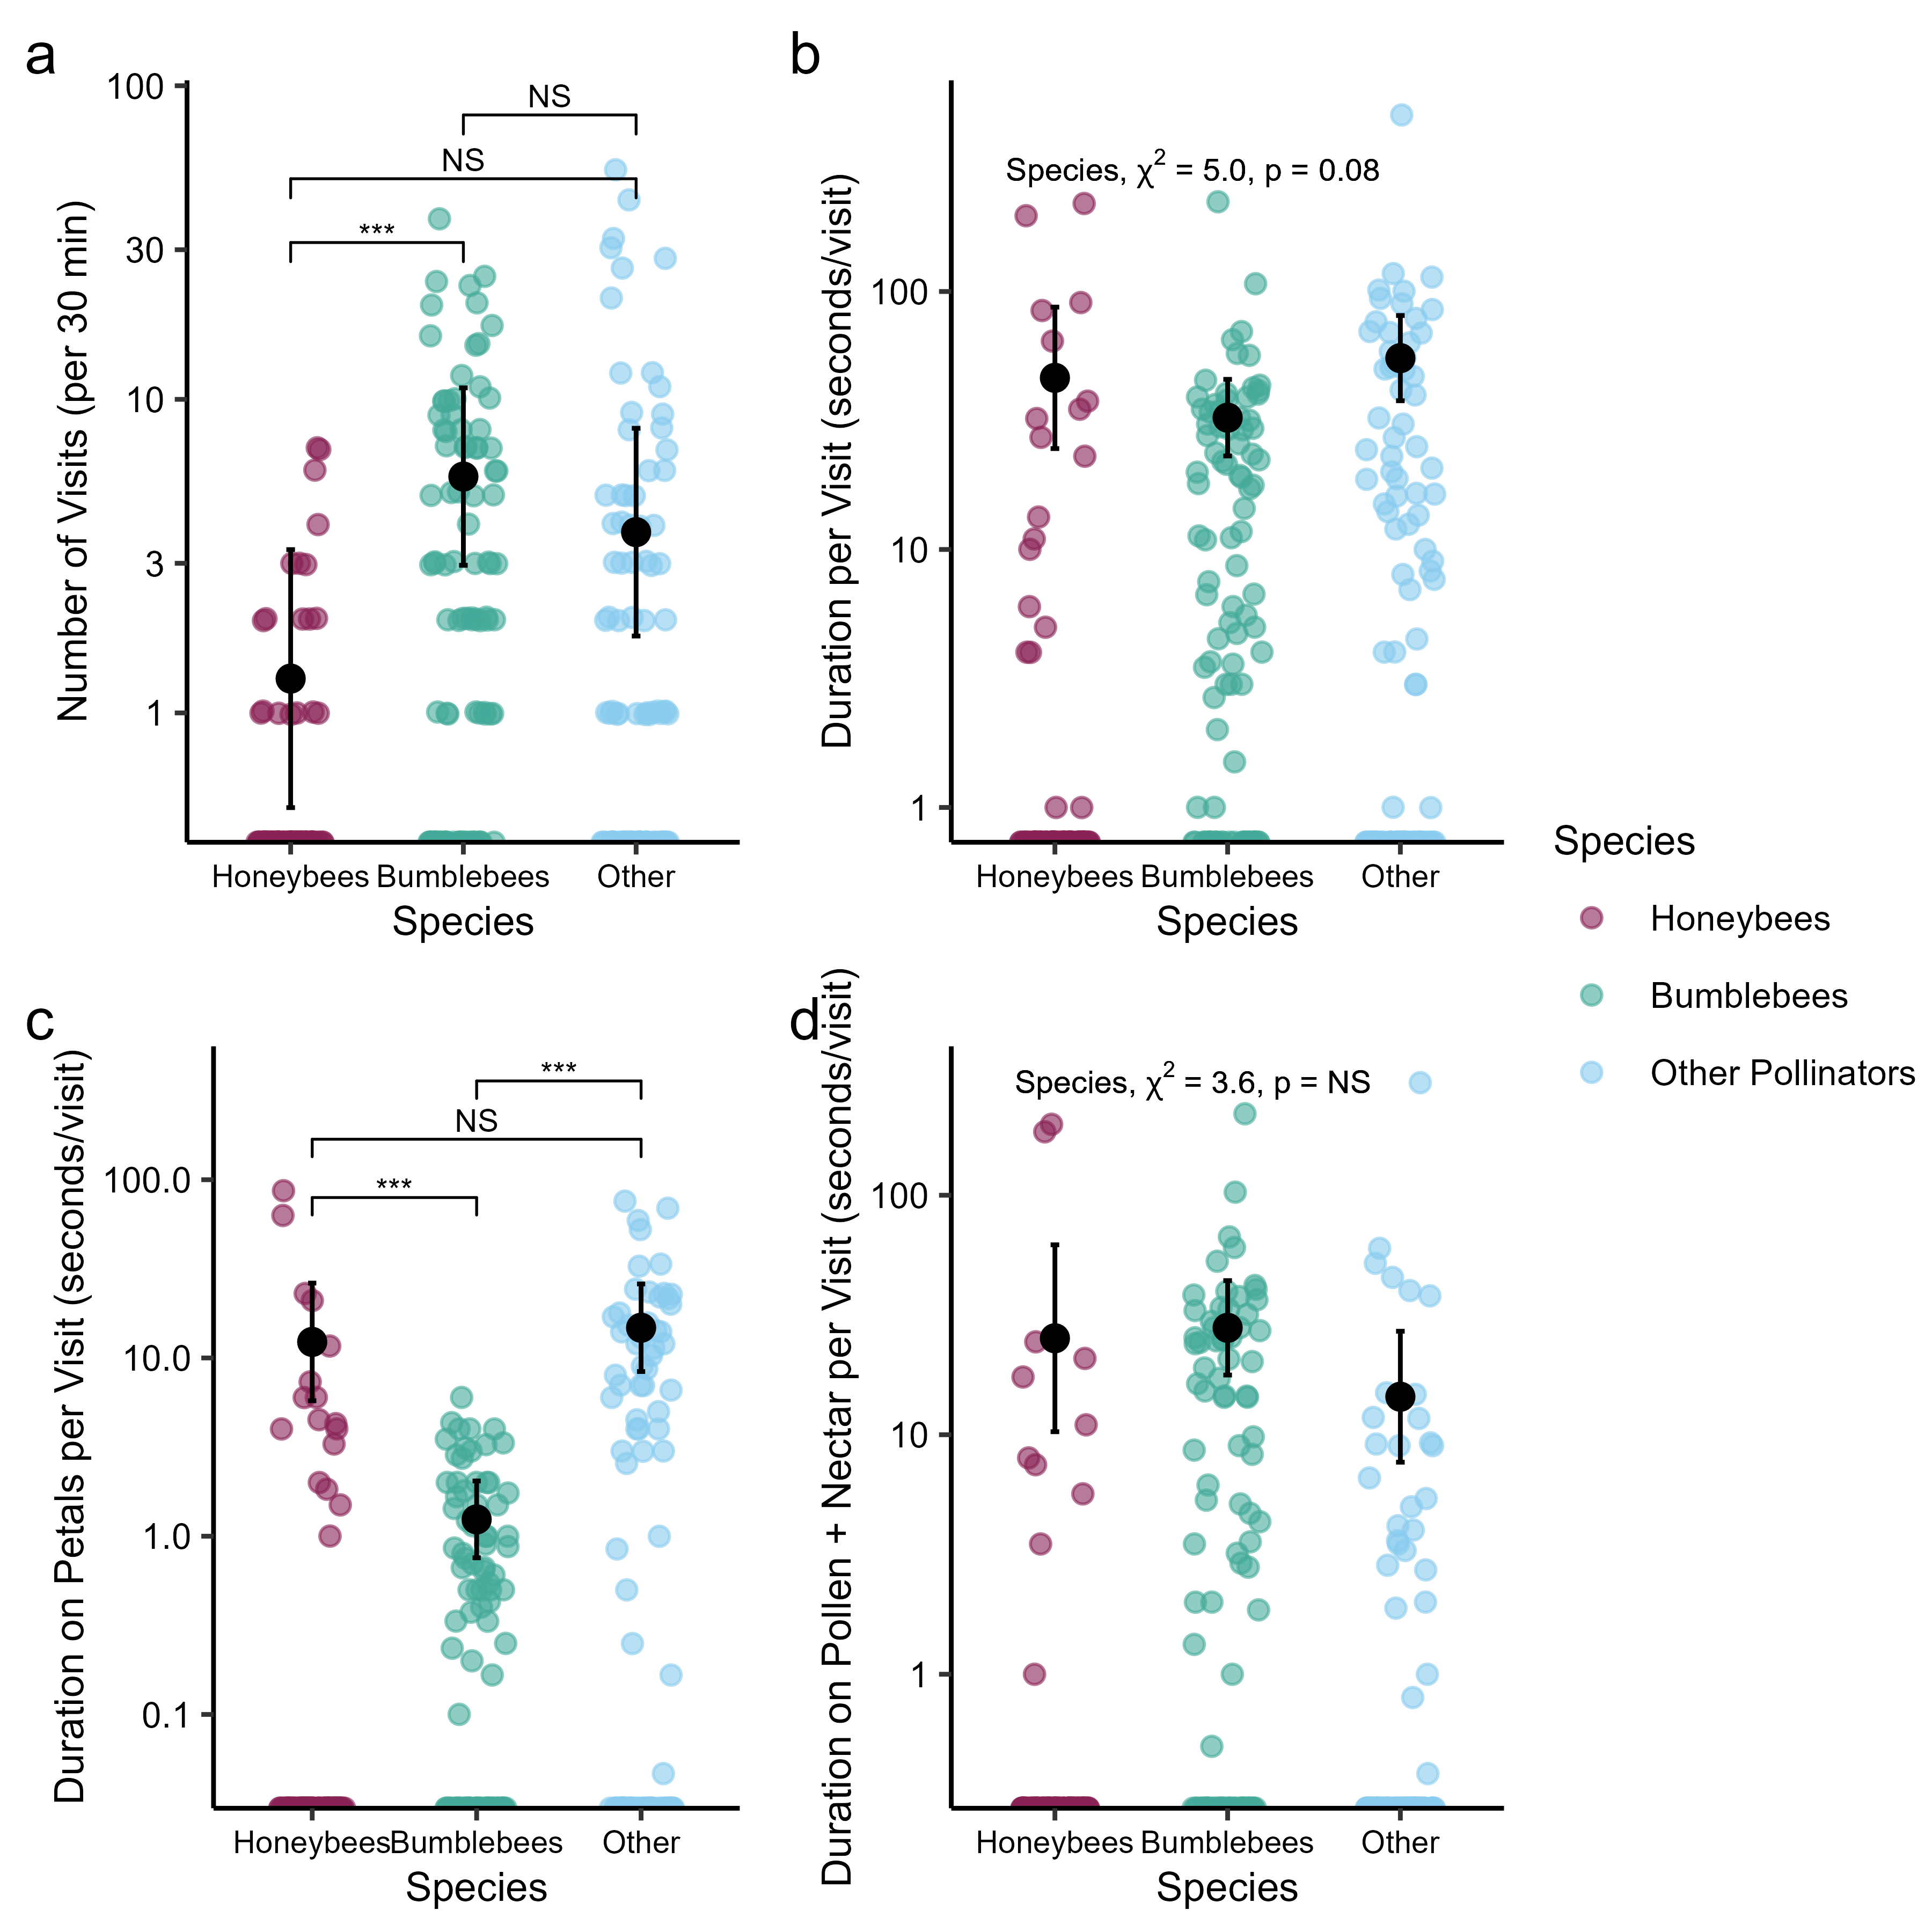 a
Number of Visits (per 30 min)
100
30
10
3
1
NS
NS
***
Honeybees Bumblebees Other
Species
b
Duration per Visit (seconds/visit)
100
10
1
Species, χ² = 5.0, p = 0.08
Honeybees Bumblebees Other
Species
Species
Honeybees
Bumblebees
Other Pollinators
c
Duration on Petals per Visit (seconds/visit)
100.0
10.0
1.0
0.1
***
NS
***
Honeybees Bumblebees Other
Species
d
Duration on Pollen + Nectar per Visit (seconds/visit)
100
10
1
Species, χ² = 3.6, p = NS
Honeybees Bumblebees Other
Species